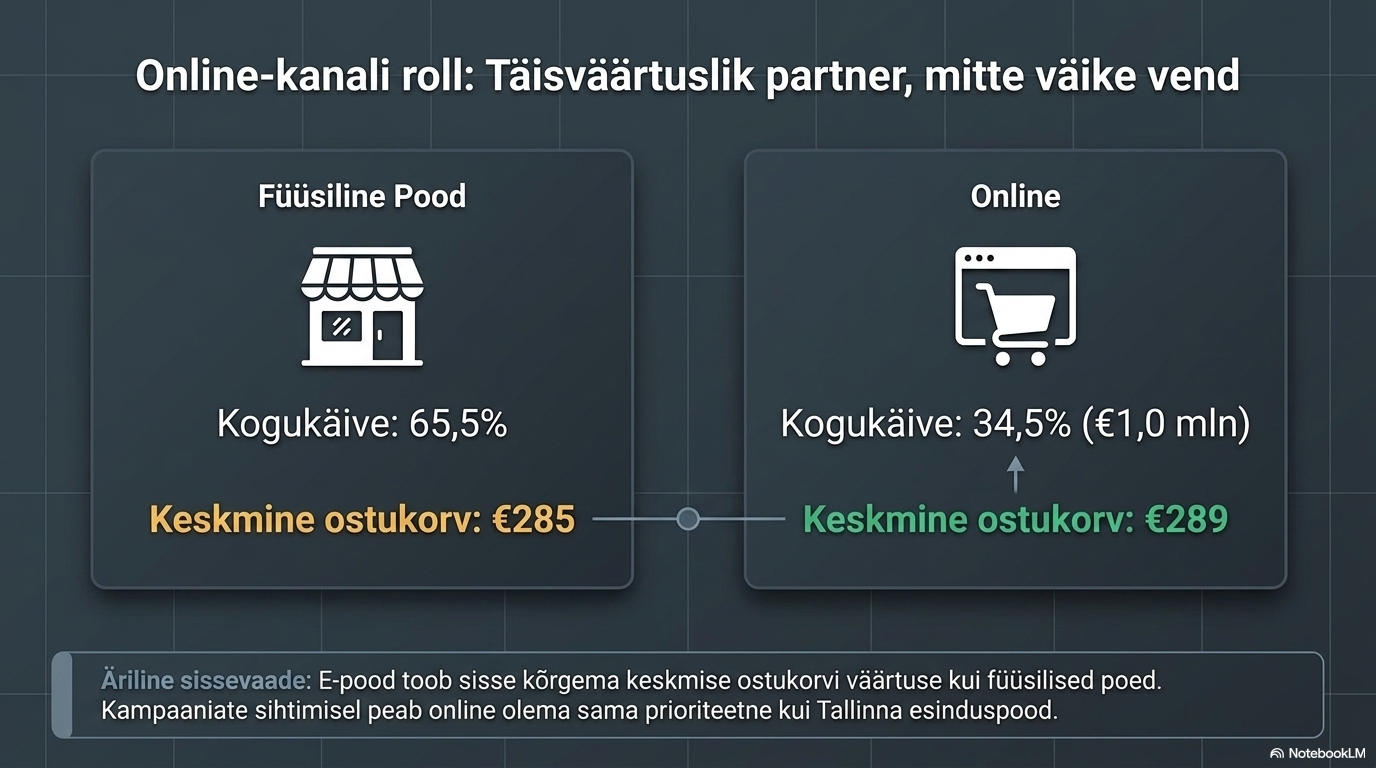 Online-kanali roll: Täisväärtuslik partner, mitte väike vend
Füüsiline Pood
Kogukäive: 65,5%
Keskmine ostukorv: €285
Online
Kogukäive: 34,5% (€1,0 mln)
Keskmine ostukorv: €289
Äriline sissevaade: E-pood toob sisse kõrgema keskmise ostukorvi väärtuse kui füüsilised poed.
Kampaaniate sihtimisel peab online olema sama prioriteetne kui Tallinna esinduspood.
NotebookLM